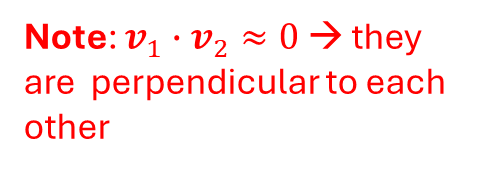 Note: 𝒗₁ · 𝒗₂ ≈ 0 → they
are perpendicular to each
other